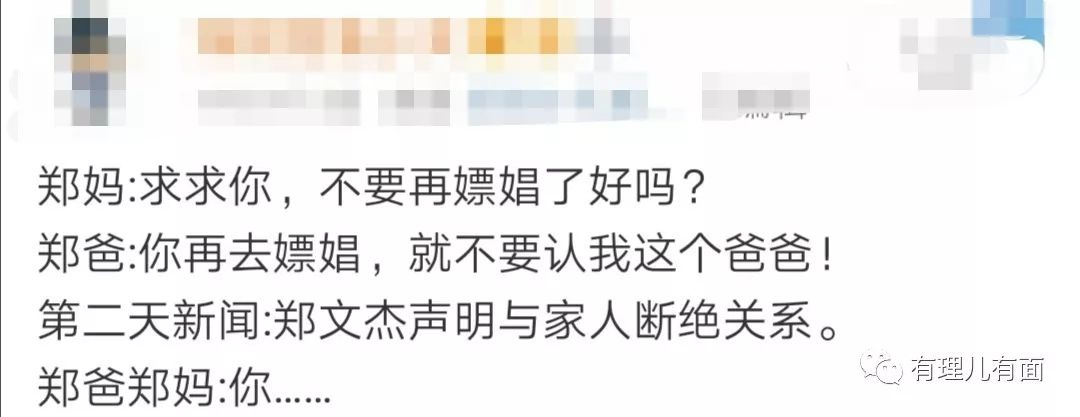 编辑
郑妈:求求你，不要再嫖娼了好吗？
郑爸:你再去嫖娼，就不要认我这个爸爸！
第二天新闻:郑文杰声明与家人断绝关系。
郑爸郑妈:你......
有理儿有面